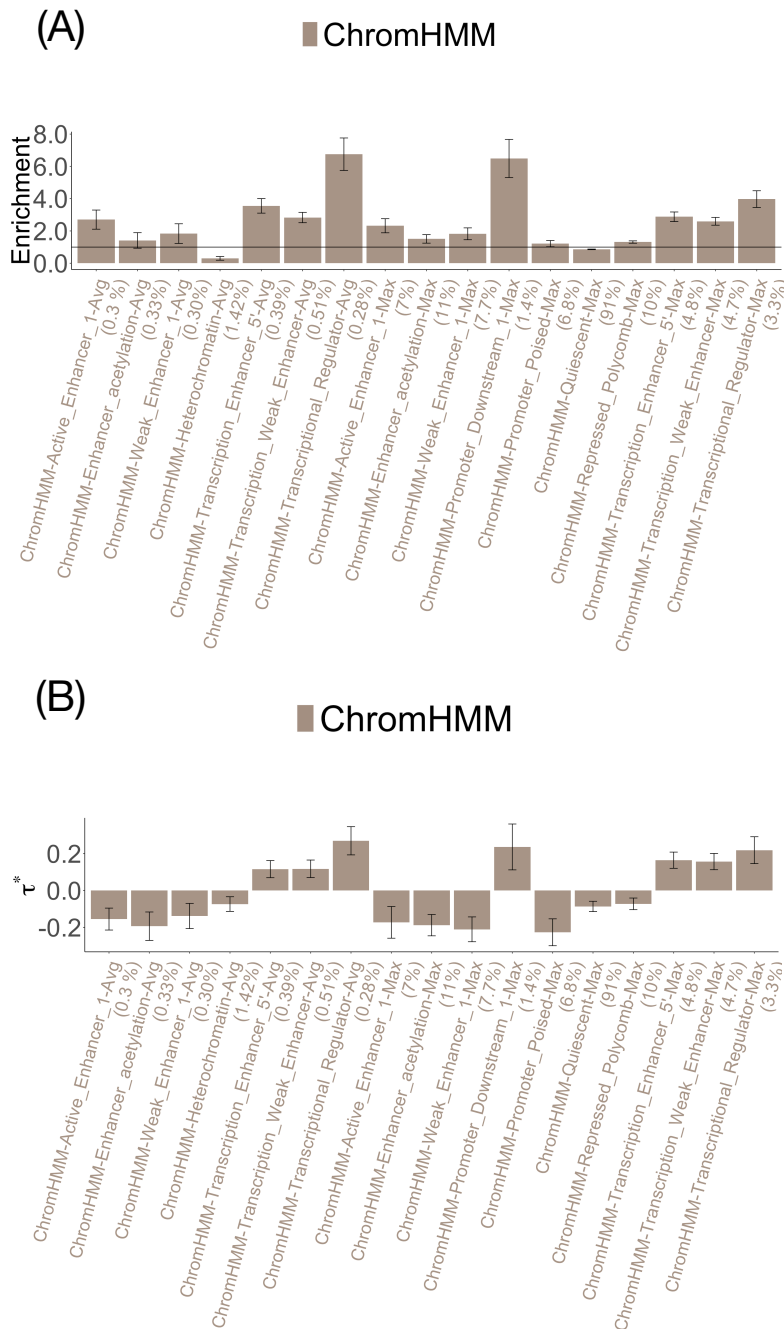 (A)
ChromHMM
Enrichment
8.0
6.0
4.0
2.0
0.0
ChromHMM-Active_Enhancer_1-Avg
(0.3 %)
ChromHMM-Enhancer_acetylation-Avg
(0.33%)
ChromHMM-Weak_Enhancer_1-Avg
(0.30%)
ChromHMM-Heterochromatin-Avg
(1.42%)
ChromHMM-Transcription_Enhancer_5'-Avg
(0.39%)
ChromHMM-Transcription_Weak_Enhancer-Avg
(0.51%)
ChromHMM-Transcriptional_Regulator-Avg
(0.28%)
ChromHMM-Active_Enhancer_1-Max
(7%)
ChromHMM-Enhancer_acetylation-Max
(11%)
ChromHMM-Weak_Enhancer_1-Max
(7.7%)
ChromHMM-Promoter_Downstream_1-Max
(1.4%)
ChromHMM-Promoter_Poised-Max
(6.8%)
ChromHMM-Quiescent-Max
(91%)
ChromHMM-Repressed_Polycomb-Max
(10%)
ChromHMM-Transcription_Enhancer_5'-Max
(4.8%)
ChromHMM-Transcription_Weak_Enhancer-Max
(4.7%)
ChromHMM-Transcriptional_Regulator-Max
(3.3%)
(B)
ChromHMM
τ*
0.2
0.0
-0.2
ChromHMM-Active_Enhancer_1-Avg
(0.3 %)
ChromHMM-Enhancer_acetylation-Avg
(0.33%)
ChromHMM-Weak_Enhancer_1-Avg
(0.30%)
ChromHMM-Heterochromatin-Avg
(1.42%)
ChromHMM-Transcription_Enhancer_5'-Avg
(0.39%)
ChromHMM-Transcription_Weak_Enhancer-Avg
(0.51%)
ChromHMM-Transcriptional_Regulator-Avg
(0.28%)
ChromHMM-Active_Enhancer_1-Max
(7%)
ChromHMM-Enhancer_acetylation-Max
(11%)
ChromHMM-Weak_Enhancer_1-Max
(7.7%)
ChromHMM-Promoter_Downstream_1-Max
(1.4%)
ChromHMM-Promoter_Poised-Max
(6.8%)
ChromHMM-Quiescent-Max
(91%)
ChromHMM-Repressed_Polycomb-Max
(10%)
ChromHMM-Transcription_Enhancer_5'-Max
(4.8%)
ChromHMM-Transcription_Weak_Enhancer-Max
(4.7%)
ChromHMM-Transcriptional_Regulator-Max
(3.3%)